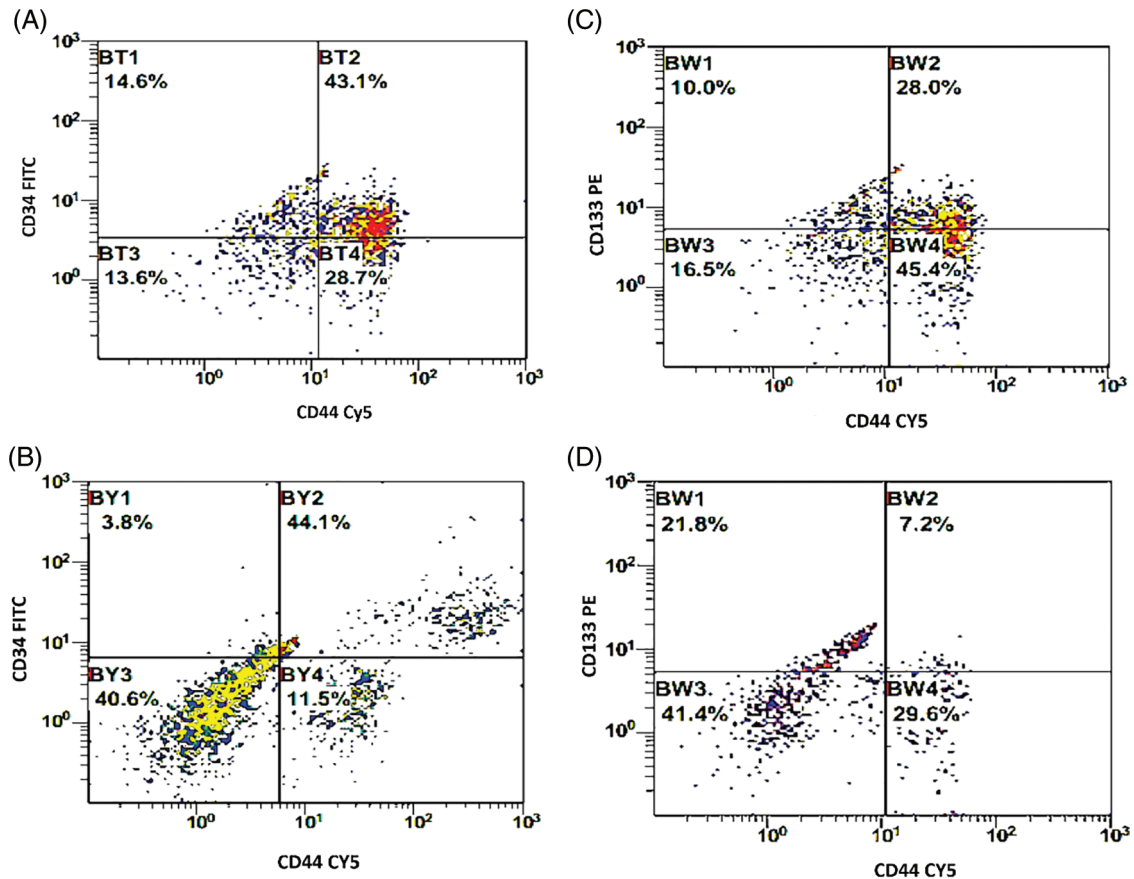 (A)
10³
BT1
14.6%
BT2
43.1%
10²
CD34 FITC
10¹
BT3
13.6%
BT4
28.7%
10⁰
10⁰ 10¹ 10² 10³
CD44 Cy5
(C)
10³
BW1
10.0%
BW2
28.0%
10²
CD133 PE
10¹
BW3
16.5%
BW4
45.4%
10⁰
10⁰ 10¹ 10² 10³
CD44 CY5
(B)
10³
BY1
3.8%
BY2
44.1%
10²
CD34 FITC
10¹
BY3
40.6%
BY4
11.5%
10⁰
10⁰ 10¹ 10² 10³
CD44 CY5
(D)
10³
BW1
21.8%
BW2
7.2%
10²
CD133 PE
10¹
BW3.
41.4%
BW4
29.6%
10⁰
10⁰ 10¹ 10² 10³
CD44 CY5